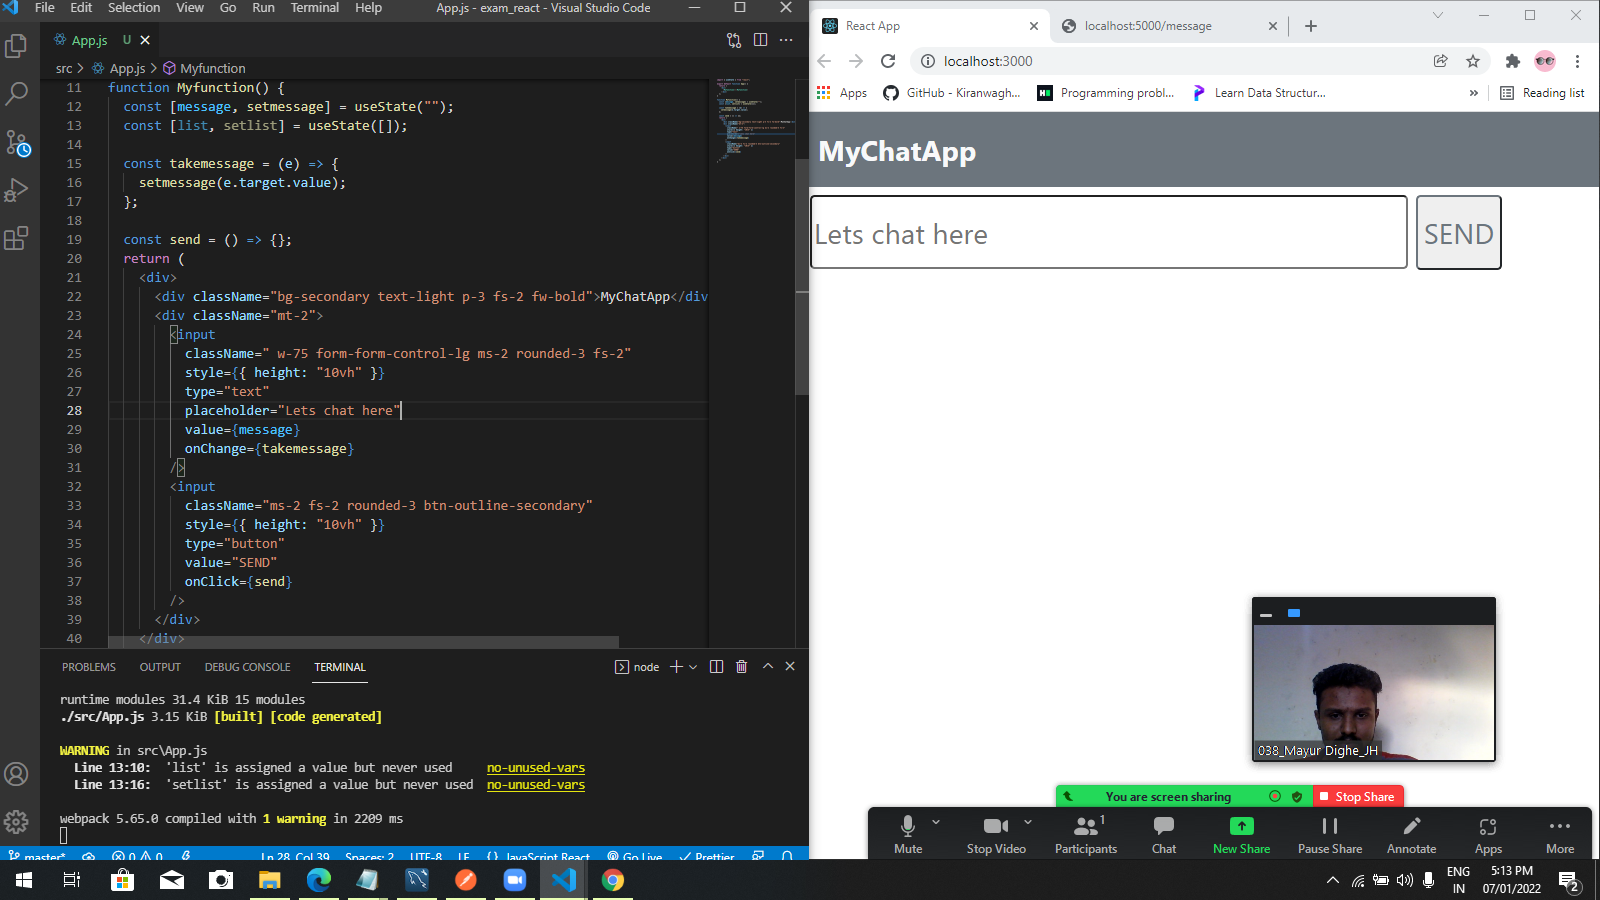 File Edit Selection View Go Run Terminal Help App.js - exam_react - Visual Studio Code
App.js U
src > App.js > Myfunction
11 function Myfunction() {
12 const [message, setmessage] = useState("");
13 const [list, setlist] = useState([]);
14
15 const takemessage = (e) => {
16 setmessage(e.target.value);
17 };
18
19 const send = () => {};
20 return (
21 <div>
22 <div className="bg-secondary text-light p-3 fs-2 fw-bold">MyChatApp</div
23 <div className="mt-2">
24 <input
25 className=" w-75 form-form-control-lg ms-2 rounded-3 fs-2"
26 style={{ height: "10vh" }}
27 type="text"
28 placeholder="Lets chat here"
29 value={message}
30 onChange={takemessage}
31 />
32 <input
33 className="ms-2 fs-2 rounded-3 btn-outline-secondary"
34 style={{ height: "10vh" }}
35 type="button"
36 value="SEND"
37 onClick={send}
38 />
39 </div>
40 </div>
PROBLEMS OUTPUT DEBUG CONSOLE TERMINAL node
runtime modules 31.4 KiB 15 modules
./src/App.js 3.15 KiB [built] [code generated]
WARNING in src\App.js
Line 13:10: 'list' is assigned a value but never used no-unused-vars
Line 13:16: 'setlist' is assigned a value but never used no-unused-vars
webpack 5.65.0 compiled with 1 warning in 2209 ms
master* 0 0 Ln 28, Col 39 Spaces: 2 UTF-8 LF {} JavaScript React Go Live Prettier
React App localhost:5000/message
localhost:3000
Apps GitHub - Kiranwagh... Programming probl... Learn Data Structur... » Reading list
MyChatApp
Lets chat here SEND
038_Mayur Dighe_JH
You are screen sharing Stop Share
1
Mute Stop Video Participants Chat New Share Pause Share Annotate Apps More
ENG 5:13 PM
IN 07/01/2022 2